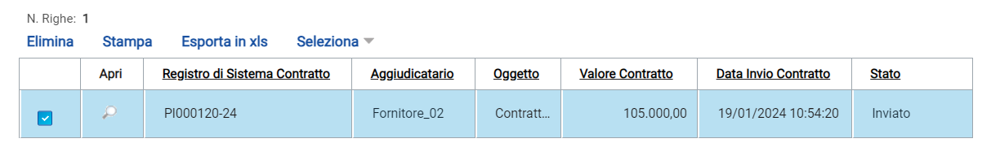 N. Righe: 1
Elimina Stampa Esporta in xls Seleziona
Apri Registro di Sistema Contratto Aggiudicatario Oggetto Valore Contratto Data Invio Contratto Stato
PI000120-24 Fornitore_02 Contratt... 105.000,00 19/01/2024 10:54:20 Inviato